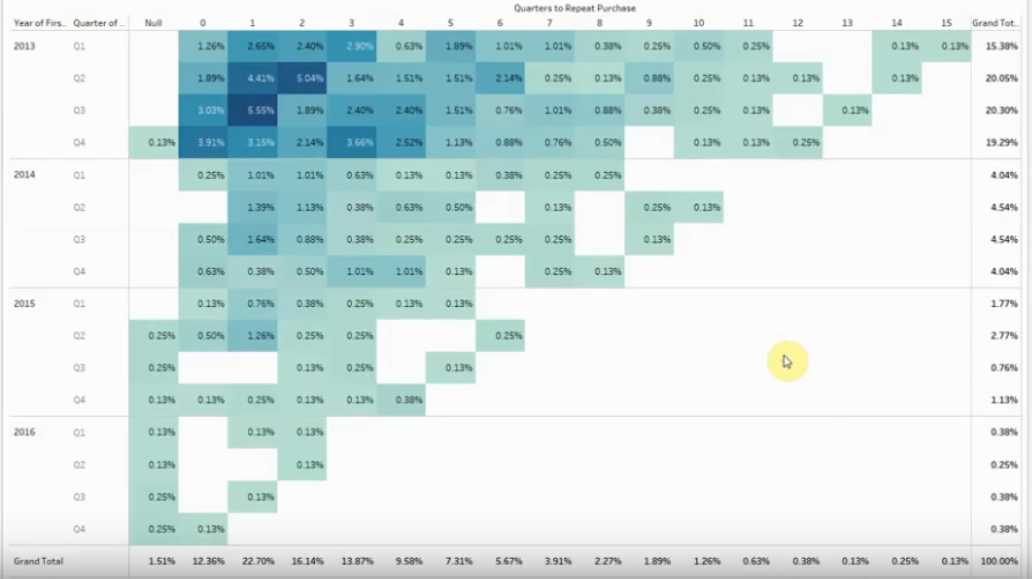 Quarters to Repeat Purchase
Year of Firs.. Quarter of .. Null 0 1 2 3 4 5 6 7 8 9 10 11 12 13 14 15 Grand Tot..
2013 Q1 1.26% 2.65% 2.40% 2.90% 0.63% 1.89% 1.01% 1.01% 0.38% 0.25% 0.50% 0.25% 0.13% 0.13% 15.38%
Q2 1.89% 4.41% 5.04% 1.64% 1.51% 1.51% 2.14% 0.25% 0.13% 0.88% 0.25% 0.13% 0.13% 0.13% 20.05%
Q3 3.03% 5.55% 1.89% 2.40% 2.40% 1.51% 0.76% 1.01% 0.88% 0.38% 0.25% 0.13% 0.13% 20.30%
Q4 0.13% 3.91% 3.15% 2.14% 3.66% 2.52% 1.13% 0.88% 0.76% 0.50% 0.13% 0.13% 0.25% 19.29%
2014 Q1 0.25% 1.01% 1.01% 0.63% 0.13% 0.13% 0.38% 0.25% 0.25% 4.04%
Q2 1.39% 1.13% 0.38% 0.63% 0.50% 0.13% 0.25% 0.13% 4.54%
Q3 0.50% 1.64% 0.88% 0.38% 0.25% 0.25% 0.25% 0.25% 0.13% 4.54%
Q4 0.63% 0.38% 0.50% 1.01% 1.01% 0.13% 0.25% 0.13% 4.04%
2015 Q1 0.13% 0.76% 0.38% 0.25% 0.13% 0.13% 1.77%
Q2 0.25% 0.50% 1.26% 0.25% 0.25% 0.25% 2.77%
Q3 0.25% 0.13% 0.25% 0.13% 0.76%
Q4 0.13% 0.13% 0.25% 0.13% 0.13% 0.38% 1.13%
2016 Q1 0.13% 0.13% 0.13% 0.38%
Q2 0.13% 0.13% 0.25%
Q3 0.25% 0.13% 0.38%
Q4 0.25% 0.13% 0.38%
Grand Total 1.51% 12.36% 22.70% 16.14% 13.87% 9.58% 7.31% 5.67% 3.91% 2.27% 1.89% 1.26% 0.63% 0.38% 0.13% 0.25% 0.13% 100.00%